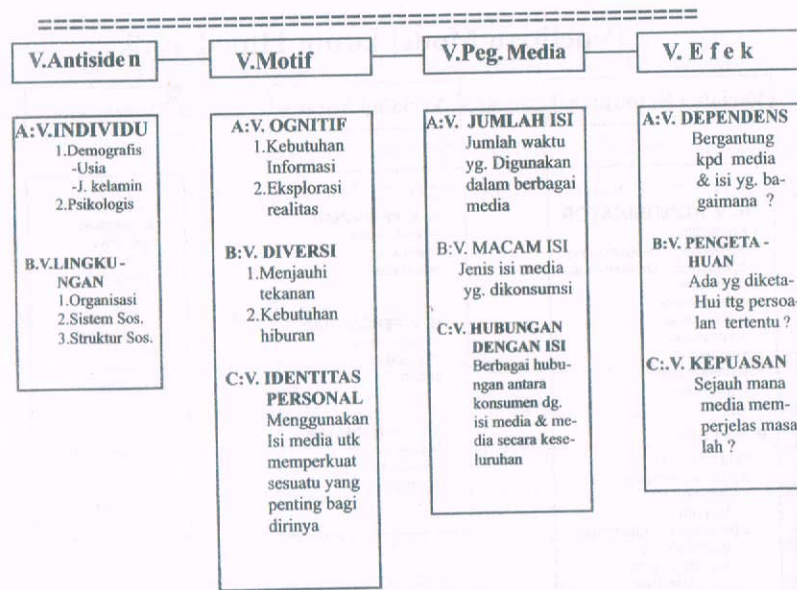 V.Antisiden
V.Motif
V.Peg. Media
V. E f e k
A:V.INDIVIDU
1.Demografis
-Usia
-J. kelamin
2.Psikologis
B.V.LINGKU-
NGAN
1.Organisasi
2.Sistem Sos.
3.Struktur Sos.
A:V. OGNITIF
1.Kebutuhan
Informasi
2.Eksplorasi
realitas
B:V. DIVERSI
1.Menjauhi
tekanan
2.Kebutuhan
hiburan
C:V. IDENTITAS
PERSONAL
Menggunakan
Isi media utk
memperkuat
sesuatu yang
penting bagi
dirinya
A:V. JUMLAH ISI
Jumlah waktu
yg. Digunakan
dalam berbagai
media
B:V. MACAM ISI
Jenis isi media
yg. dikonsumsi
C:V. HUBUNGAN
DENGAN ISI
Berbagai hubu-
ngan antara
konsumen dg.
isi media & me-
dia secara kese-
luruhan
A:V. DEPENDENS
Bergantung
kpd media
& isi yg. ba-
gaimana ?
B:V. PENGETA -
HUAN
Ada yg diketa-
Hui ttg persoa-
lan tertentu ?
C:.V. KEPUASAN
Sejauh mana
media mem-
perjelas masa
lah ?